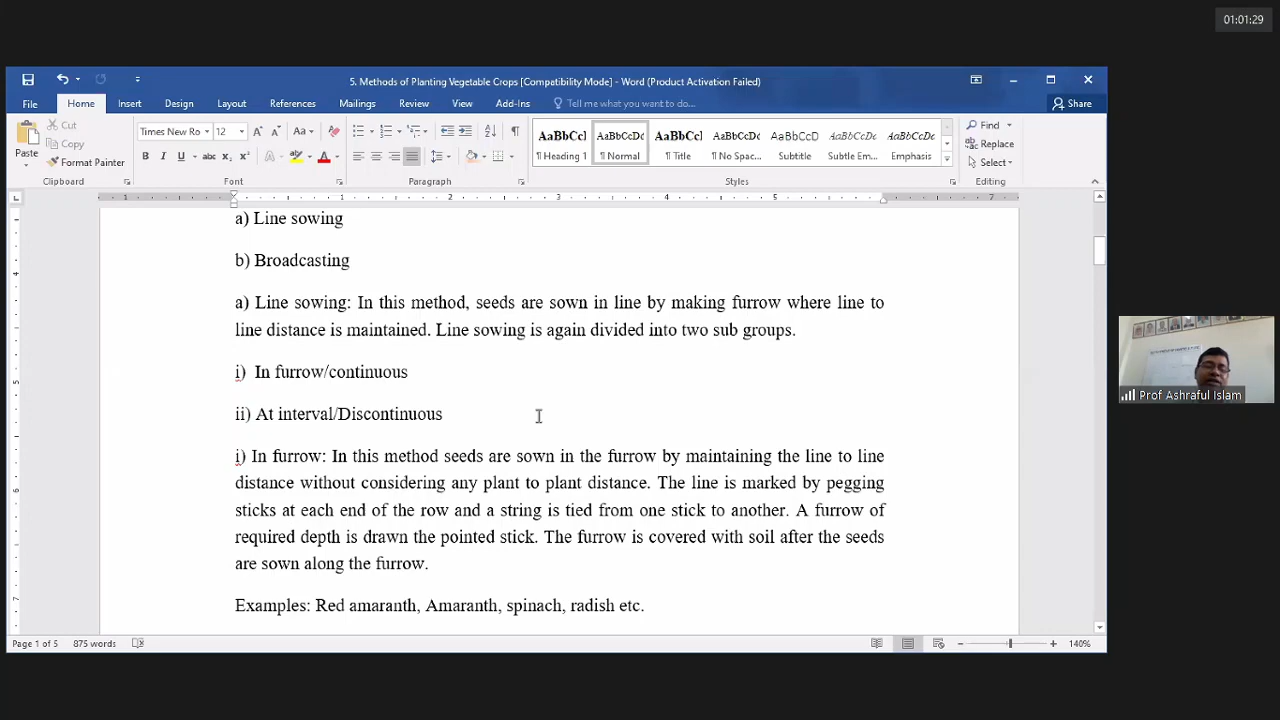 01:01:29
5. Methods of Planting Vegetable Crops [Compatibility Mode] - Word (Product Activation Failed)
File Home Insert Design Layout References Mailings Review View Add-Ins Tell me what you want to do... Share
Cut
Copy
Format Painter
Paste
Times New Ro 12
AaBbCcl AaBbCcDc AaBbCcl AaBbCcDc AaBbCcD AaBbCcDc AaBbCcDc
¶ Heading 1 ¶ Normal ¶ Title ¶ No Spac... Subtitle Subtle Em... Emphasis
Find
Replace
Select
Clipboard Font Paragraph Styles Editing
1 1 2 3 4 5 6 7
a) Line sowing
b) Broadcasting
a) Line sowing: In this method, seeds are sown in line by making furrow where line to
line distance is maintained. Line sowing is again divided into two sub groups.
i) In furrow/continuous
ii) At interval/Discontinuous
i) In furrow: In this method seeds are sown in the furrow by maintaining the line to line
distance without considering any plant to plant distance. The line is marked by pegging
sticks at each end of the row and a string is tied from one stick to another. A furrow of
required depth is drawn the pointed stick. The furrow is covered with soil after the seeds
are sown along the furrow.
Examples: Red amaranth, Amaranth, spinach, radish etc.
Page 1 of 5 875 words 140%
Prof Ashraful Islam